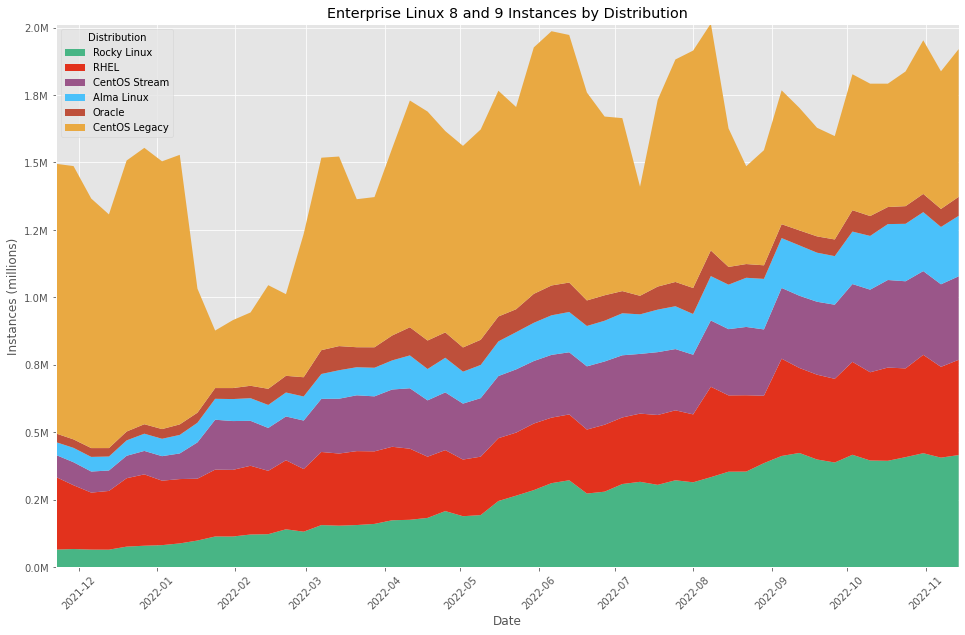 Enterprise Linux 8 and 9 Instances by Distribution
2.0M
1.8M
1.5M
1.2M
1.0M
0.8M
0.5M
0.2M
0.0M
Instances (millions)
Distribution
Rocky Linux
RHEL
CentOS Stream
Alma Linux
Oracle
CentOS Legacy
2021-12
2022-01
2022-02
2022-03
2022-04
2022-05
2022-06
2022-07
2022-08
2022-09
2022-10
2022-11
Date